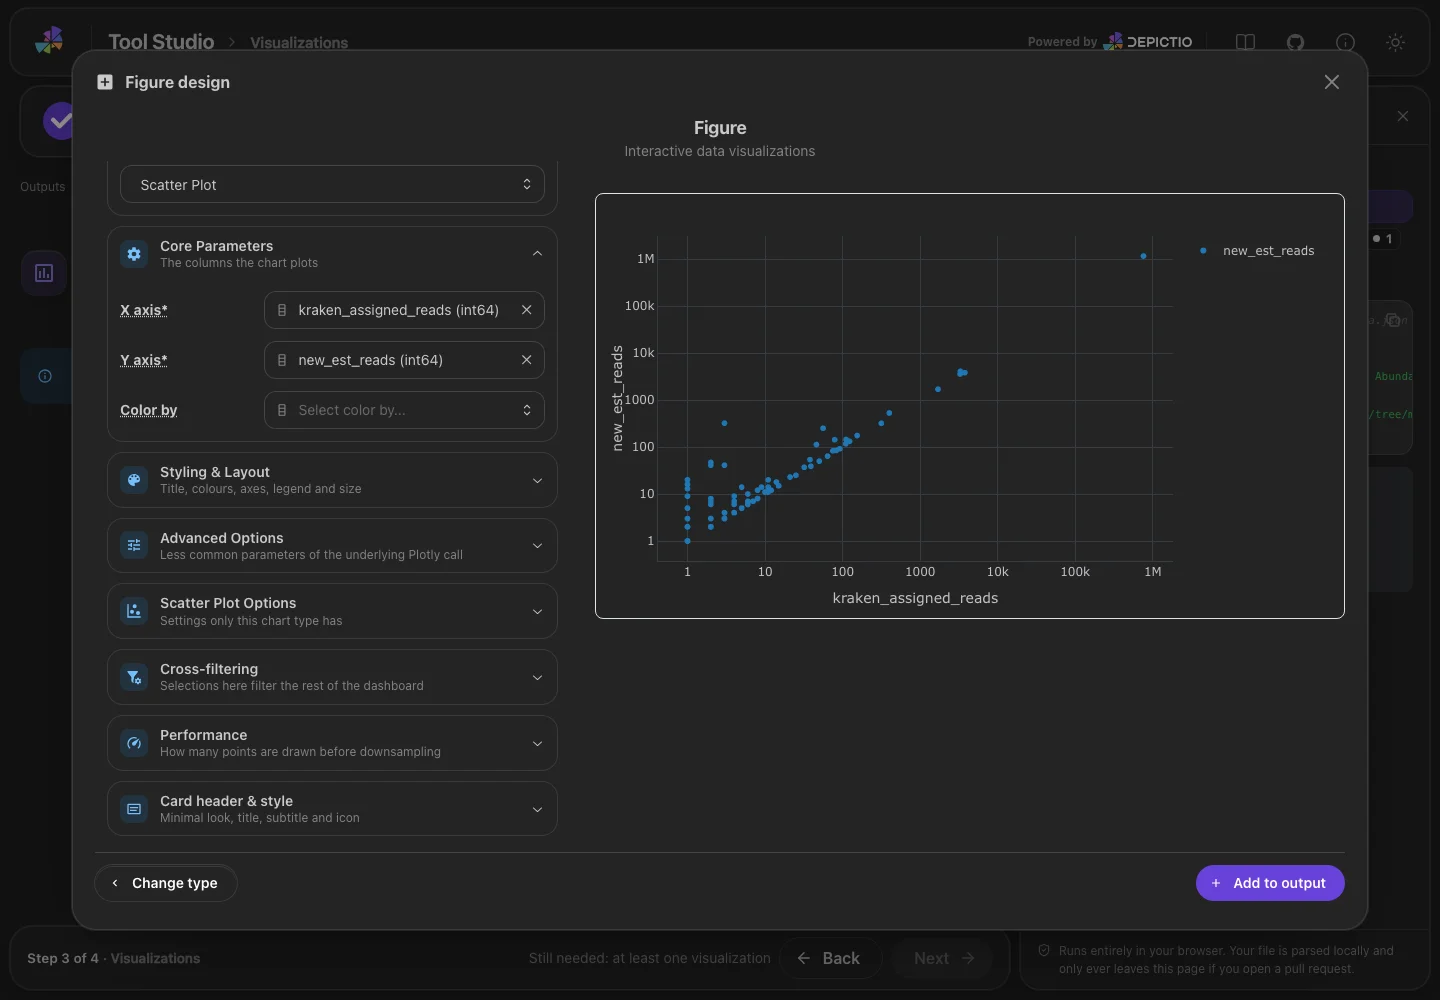 Tool Studio
Visualizations
Powered by DEPICTIO
Figure design
Figure
Interactive data visualizations
Outputs
Scatter Plot
Core Parameters
The columns the chart plots
X axis*
kraken_assigned_reads (int64)
Y axis*
new_est_reads (int64)
Color by
Select color by...
Styling & Layout
Title, colours, axes, legend and size
Advanced Options
Less common parameters of the underlying Plotly call
Scatter Plot Options
Settings only this chart type has
Cross-filtering
Selections here filter the rest of the dashboard
Performance
How many points are drawn before downsampling
Card header & style
Minimal look, title, subtitle and icon
new_est_reads
1M
100k
10k
1000
100
10
1
new_est_reads
1
10
100
1000
10k
100k
1M
kraken_assigned_reads
1
a.json
Abunda
/tree/m
Change type
Add to output
Step 3 of 4 · Visualizations
Still needed: at least one visualization
Back
Next
Runs entirely in your browser. Your file is parsed locally and
only ever leaves this page if you open a pull request.